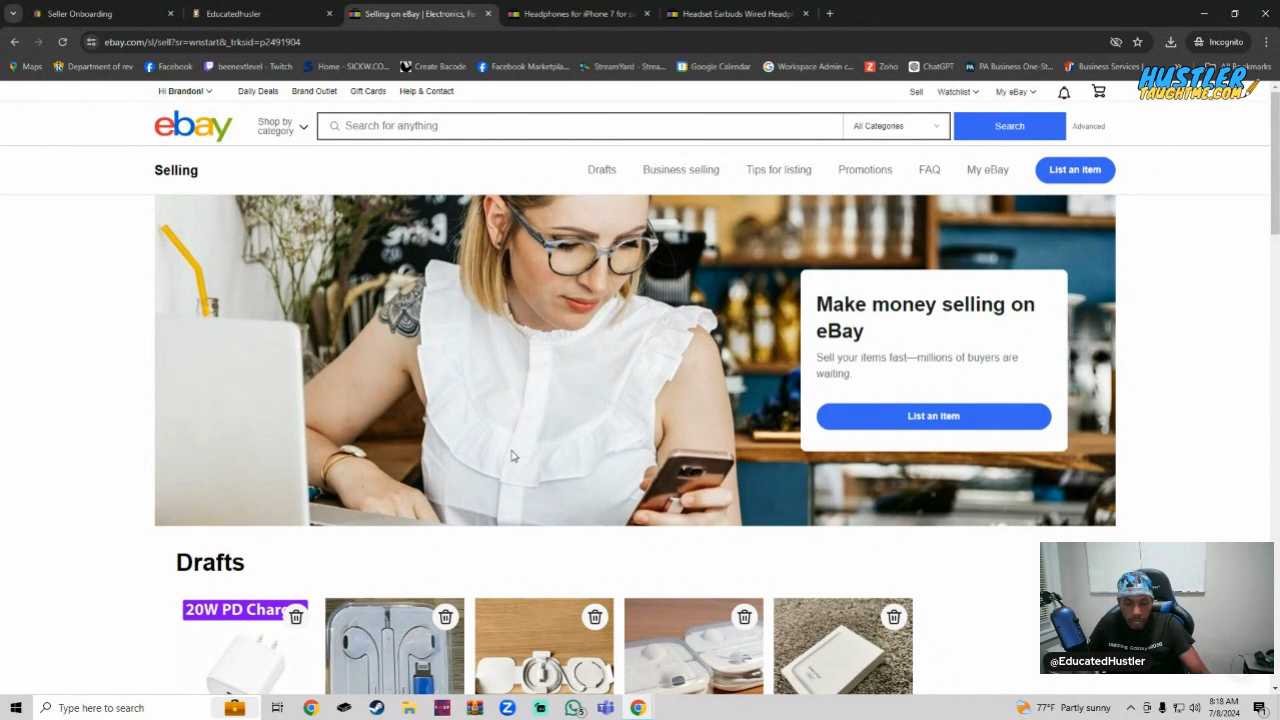 Seller Onboarding
Educatedhusler
Selling on eBay | Electronics, Fa
Headphones for iPhone 7 for sa
Headset Earbuds Wired Headph
ebay.com/sl/sell?sr=wnstart&_trksid=p2491904
Incognito
Maps
Department of rev
Facebook
beenextlevel - Twitch
Home - SICKW.CO...
Create Bacode
Facebook Marketpla...
StreamYard - Strea...
Google Calendar
Workspace Admin c...
Zoho
ChatGPT
PA Business One-St...
Business Services
All Bookmarks
HUSTLER
TAUGHTME.COM
Hi Brandon!
Daily Deals
Brand Outlet
Gift Cards
Help & Contact
Sell
Watchlist
My eBay
ebay
Shop by
category
Search for anything
All Categories
Search
Advanced
Selling
Drafts
Business selling
Tips for listing
Promotions
FAQ
My eBay
List an item
Make money selling on
eBay
Sell your items fast—millions of buyers are
waiting.
List an item
Drafts
20W PD Charg
@EducatedHustler
Type here to search
77°F Partly sunny
8:18 AM
7/8/2024